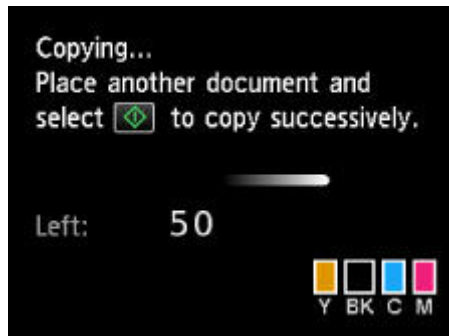 Copying...
Place another document and
select to copy successively.
Left: 50
Y BK C M